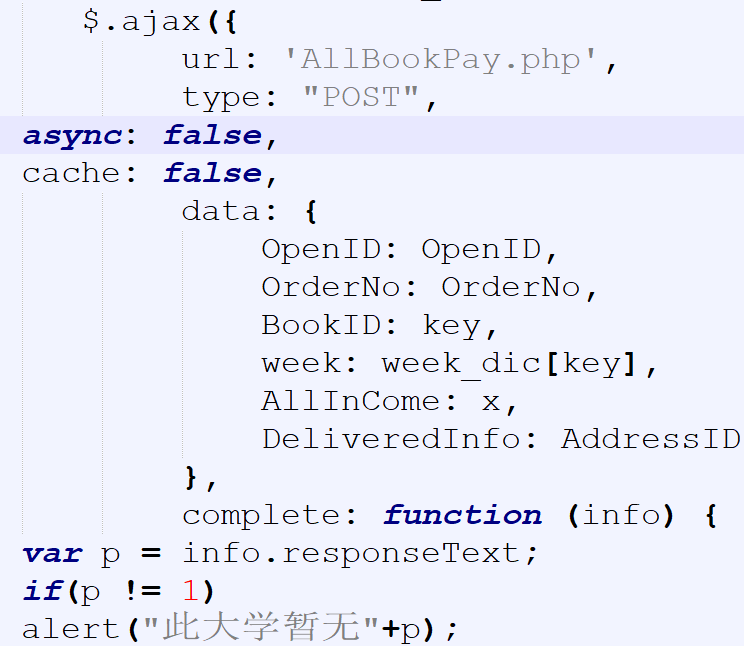 $.ajax({
url: 'AllBookPay.php',
type: "POST",
async: false,
cache: false,
data: {
OpenID: OpenID,
OrderNo: OrderNo,
BookID: key,
week: week_dic[key],
AllInCome: x,
DeliveredInfo: AddressID
},
complete: function (info) {
var p = info.responseText;
if(p != 1)
alert("此大学暂无"+p);